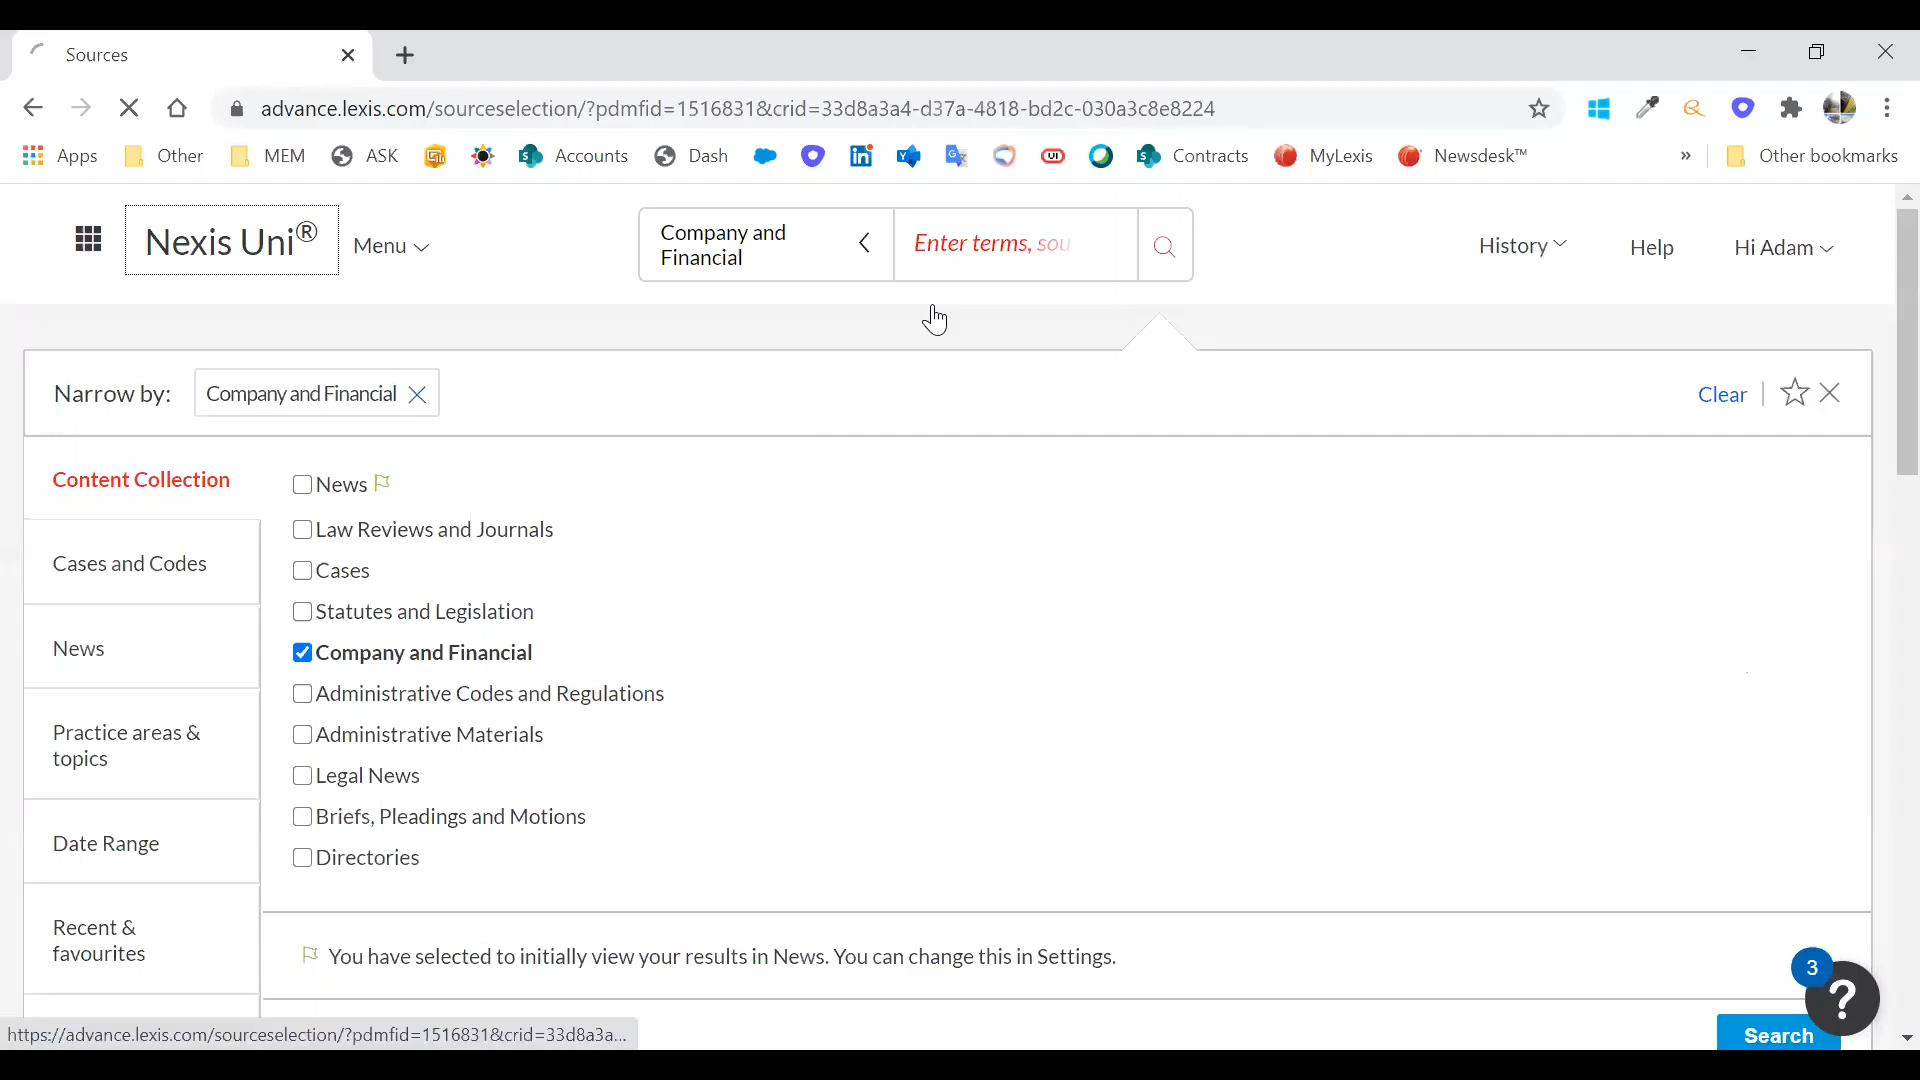 Sources
advance.lexis.com/sourceselection/?pdmfid=1516831&crid=33d8a3a4-d37a-4818-bd2c-030a3c8e8224
Apps Other MEM ASK Accounts Dash UI Contracts MyLexis Newsdesk™ » Other bookmarks
Nexis Uni® Menu
Company and
Financial
Enter terms, sou
History Help Hi Adam
Narrow by: Company and Financial Clear
Content Collection
Cases and Codes
News
Practice areas &
topics
Date Range
Recent &
favourites
News
Law Reviews and Journals
Cases
Statutes and Legislation
Company and Financial
Administrative Codes and Regulations
Administrative Materials
Legal News
Briefs, Pleadings and Motions
Directories
You have selected to initially view your results in News. You can change this in Settings.
3
?
Search
https://advance.lexis.com/sourceselection/?pdmfid=1516831&crid=33d8a3a...